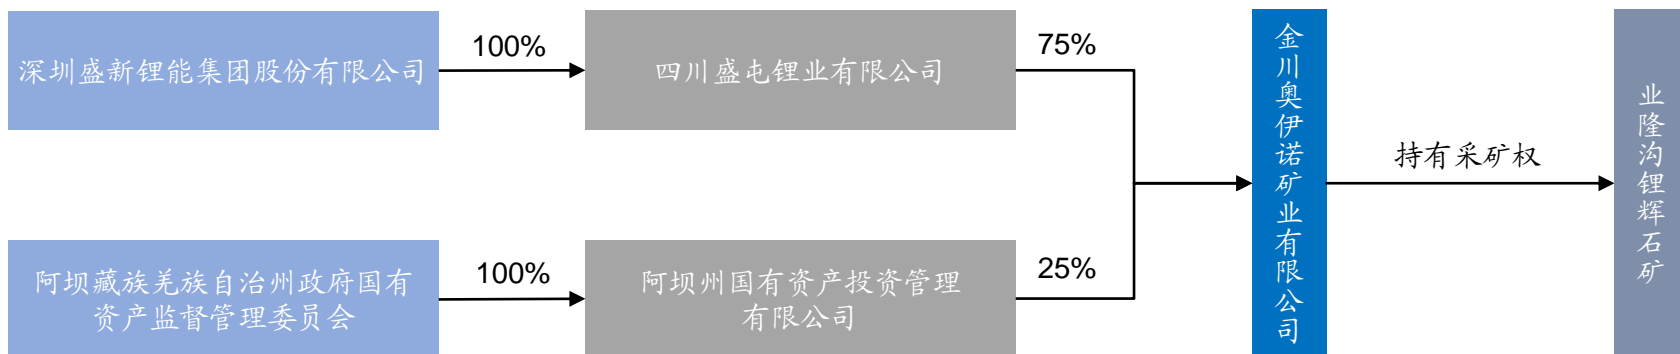 深圳盛新锂能集团股份有限公司
100%
四川盛屯锂业有限公司
75%
阿坝藏族羌族自治州政府国有
资产监督管理委员会
100%
阿坝州国有资产投资管理
有限公司
25%
金川奥伊诺矿业有限公司
持有采矿权
业隆沟锂辉石矿